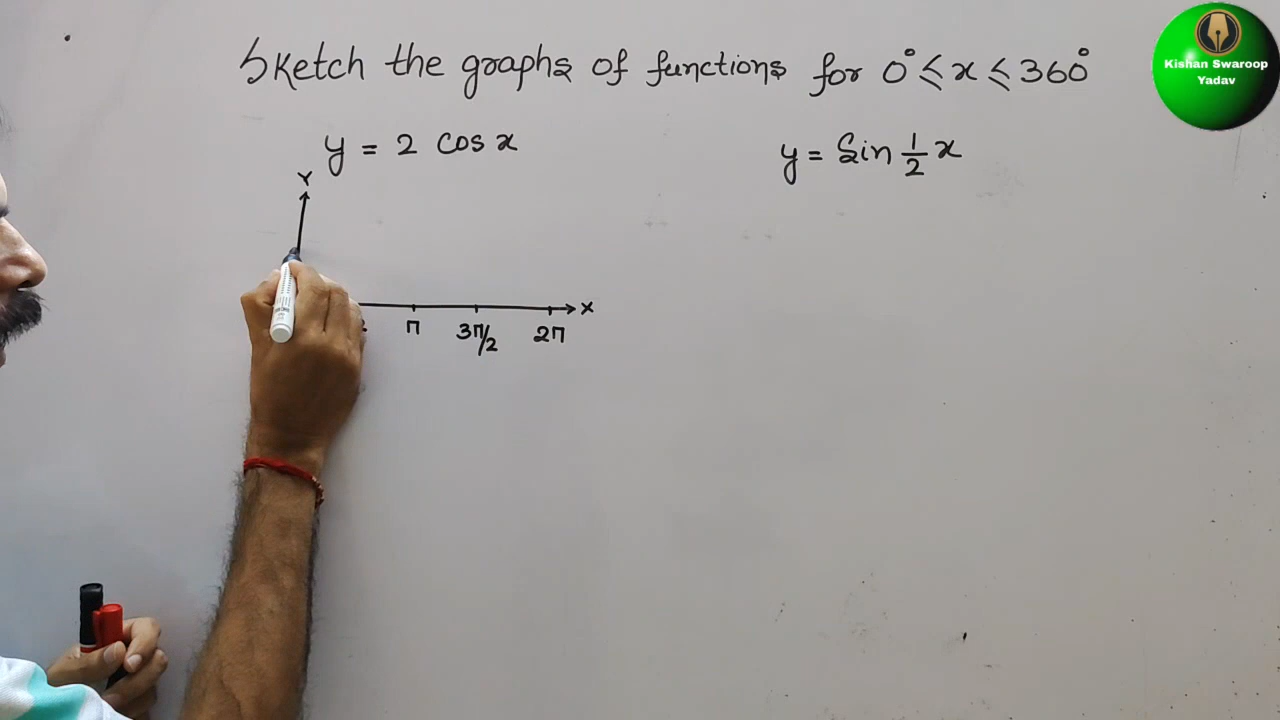 Sketch the graphs of functions for 0° ≤ x ≤ 360°
y = 2 cos x
y = Sin 1/2 x
Y
X
π 3π/2 2π
Kishan Swaroop
Yadav